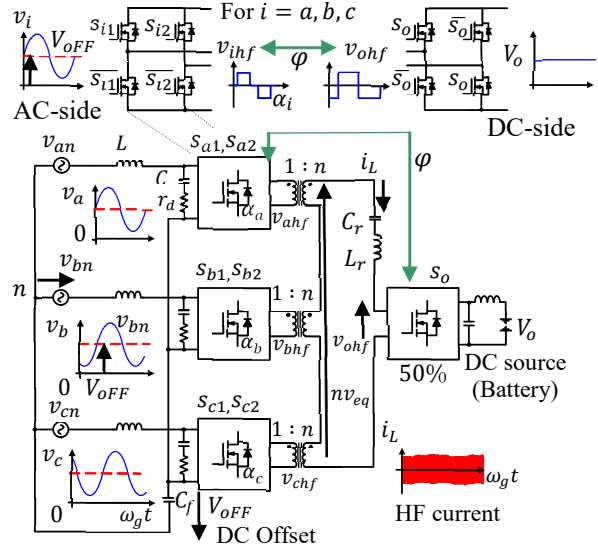 For i = a, b, c
v_i
V_oFF
s_i1
s_i2
s̅_i1
s̅_i2
v_ihf
φ
v_ohf
α_i
s_o
s̅_o
s̅_o
s_o
V_o
AC-side
DC-side
v_an
L
s_a1, s_a2
1 : n
i_L
φ
C
r_d
α_a
v_ahf
v_a
0
C_r
L_r
n
v_bn
s_b1, s_b2
1 : n
s_o
v_b
v_bn
α_b
v_bhf
v_ohf
V_o
0
V_oFF
50%
DC source
(Battery)
v_cn
s_c1, s_c2
1 : n
nv_eq
i_L
v_c
α_c
v_chf
0
ω_g t
C_f
V_oFF
ω_g t
DC Offset
HF current